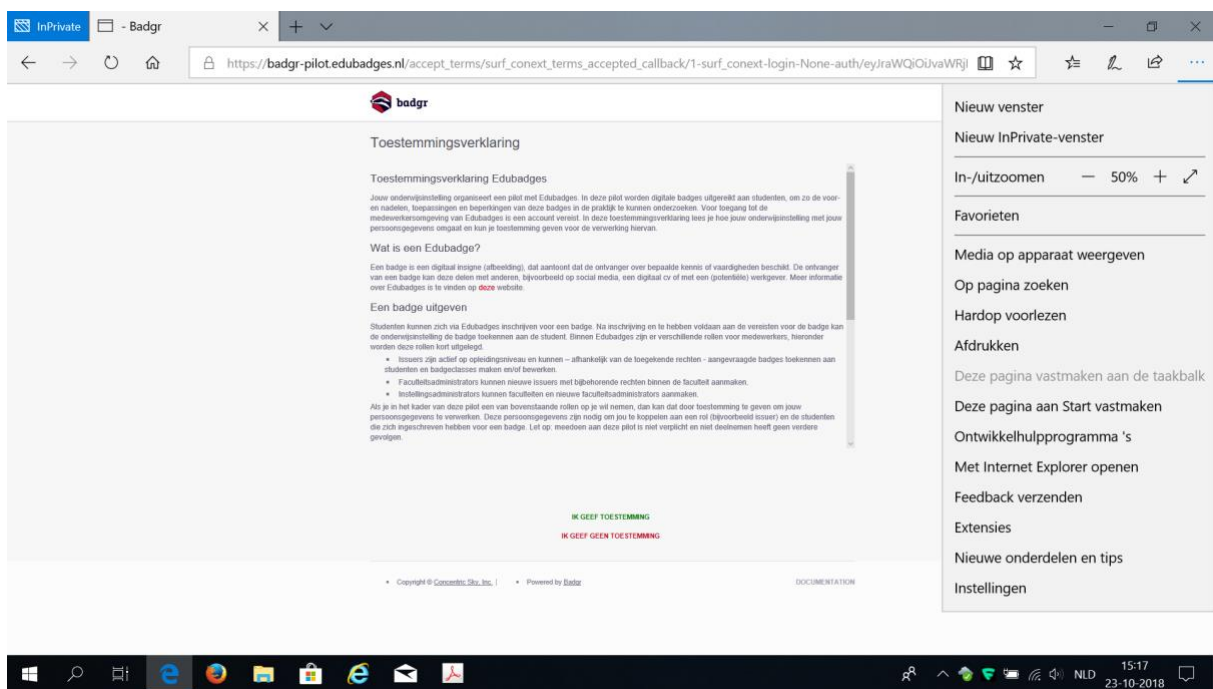 InPrivate
- Badgr
https://badgr-pilot.edubadges.nl/accept_terms/surf_conext_terms_accepted_callback/1-surf_conext-login-None-auth/
badgr
Toestemmingsverklaring
Toestemmingsverklaring Edubadges
Jouw onderwijsinstelling organiseert een pilot met Edubadges. In deze pilot worden digitale badges uitgereikt aan studenten, om zo de voor-
en nadelen, toepassingen en beperkingen van deze badges in de praktijk te kunnen onderzoeken. Voor toegang tot de
medewerkersomgeving van Edubadges is een account vereist. In deze toestemmingsverklaring lees je hoe jouw onderwijsinstelling met jouw
persoonsgegevens omgaat en kun je toestemming geven voor de verwerking hiervan.
Wat is een Edubadge?
Een badge is een digitaal insigne (afbeelding), dat aantoont dat de ontvanger over bepaalde kennis of vaardigheden beschikt. De ontvanger
van een badge kan deze delen met anderen, bijvoorbeeld op social media, een digitaal cv of met een (potentiële) werkgever. Meer informatie
over Edubadges is te vinden op deze website.
Een badge uitgeven
Studenten kunnen zich via Edubadges inschrijven voor een badge. Na inschrijving en te hebben voldaan aan de vereisten voor de badge kan
de onderwijsinstelling de badge toekennen aan de student. Binnen Edubadges zijn er verschillende rollen voor medewerkers, hieronder
worden deze rollen kort uitgelegd.
• Issuers zijn actief op opleidingsniveau en kunnen – afhankelijk van de toegekende rechten - aangevraagde badges toekennen aan
studenten en badgeclasses maken en/of bewerken.
• Faculteitsadministrators kunnen nieuwe issuers met bijbehorende rechten binnen de faculteit aanmaken.
• Instellingsadministrators kunnen faculteiten en nieuwe faculteitsadministrators aanmaken.
Als je in het kader van deze pilot een van bovenstaande rollen op je wil nemen, dan kan dat door toestemming te geven om jouw
persoonsgegevens te verwerken. Deze persoonsgegevens zijn nodig om jou te koppelen aan een rol (bijvoorbeeld issuer) en de studenten
die zich ingeschreven hebben voor een badge. Let op: meedoen aan deze pilot is niet verplicht en niet deelnemen heeft geen verdere
gevolgen.
IK GEEF TOESTEMMING
IK GEEF GEEN TOESTEMMING
• Copyright © Concentric Sky, Inc. | • Powered by Badgr
DOCUMENTATION
Nieuw venster
Nieuw InPrivate-venster
In-/uitzoomen — 50% +
Favorieten
Media op apparaat weergeven
Op pagina zoeken
Hardop voorlezen
Afdrukken
Deze pagina vastmaken aan de taakbalk
Deze pagina aan Start vastmaken
Ontwikkelhulpprogramma 's
Met Internet Explorer openen
Feedback verzenden
Extensies
Nieuwe onderdelen en tips
Instellingen
NLD
15:17
23-10-2018